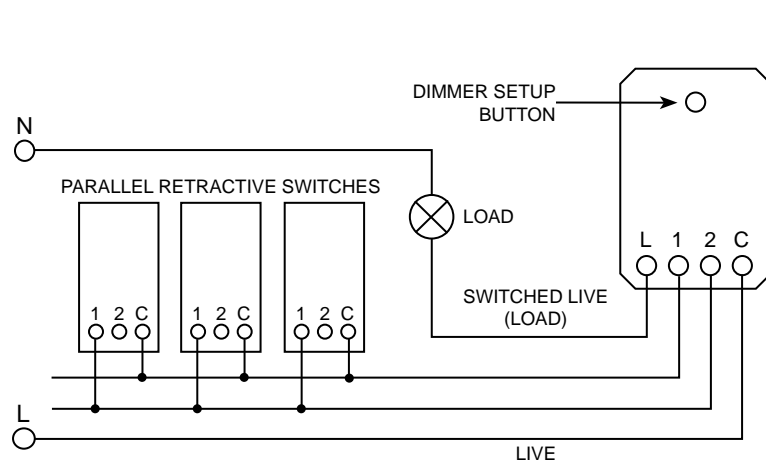 DIMMER SETUP
BUTTON
N
PARALLEL RETRACTIVE SWITCHES
LOAD
L 1 2 C
SWITCHED LIVE
(LOAD)
1 2 C
1 2 C
1 2 C
L
LIVE